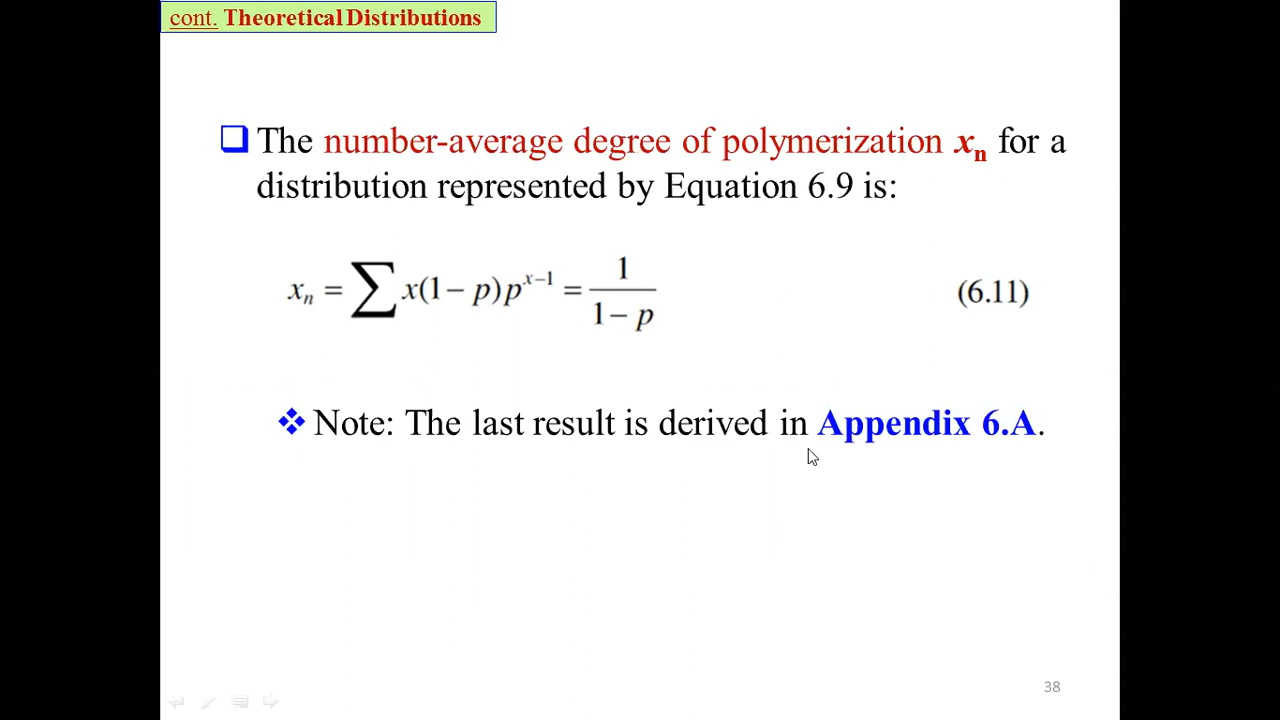 cont. Theoretical Distributions
The number-average degree of polymerization xₙ for a
distribution represented by Equation 6.9 is:
xₙ = ∑ x(1 − p)pˣ⁻¹ = 1/(1 − p) (6.11)
Note: The last result is derived in Appendix 6.A.
38